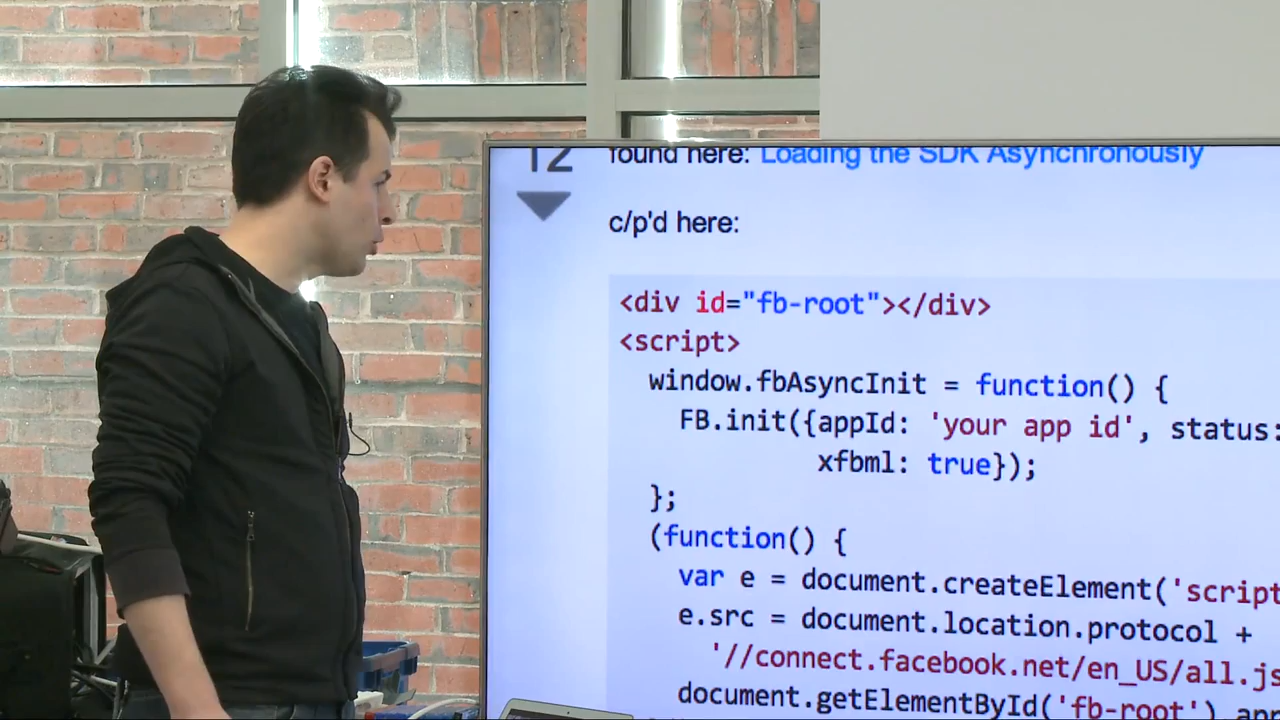 12
found here: Loading the SDK Asynchronously
c/p'd here:
<div id="fb-root"></div>
<script>
window.fbAsyncInit = function() {
FB.init({appId: 'your app id', status:
xfbml: true});
};
(function() {
var e = document.createElement('script
e.src = document.location.protocol +
'//connect.facebook.net/en_US/all.js
document.getElementById('fb-root').app